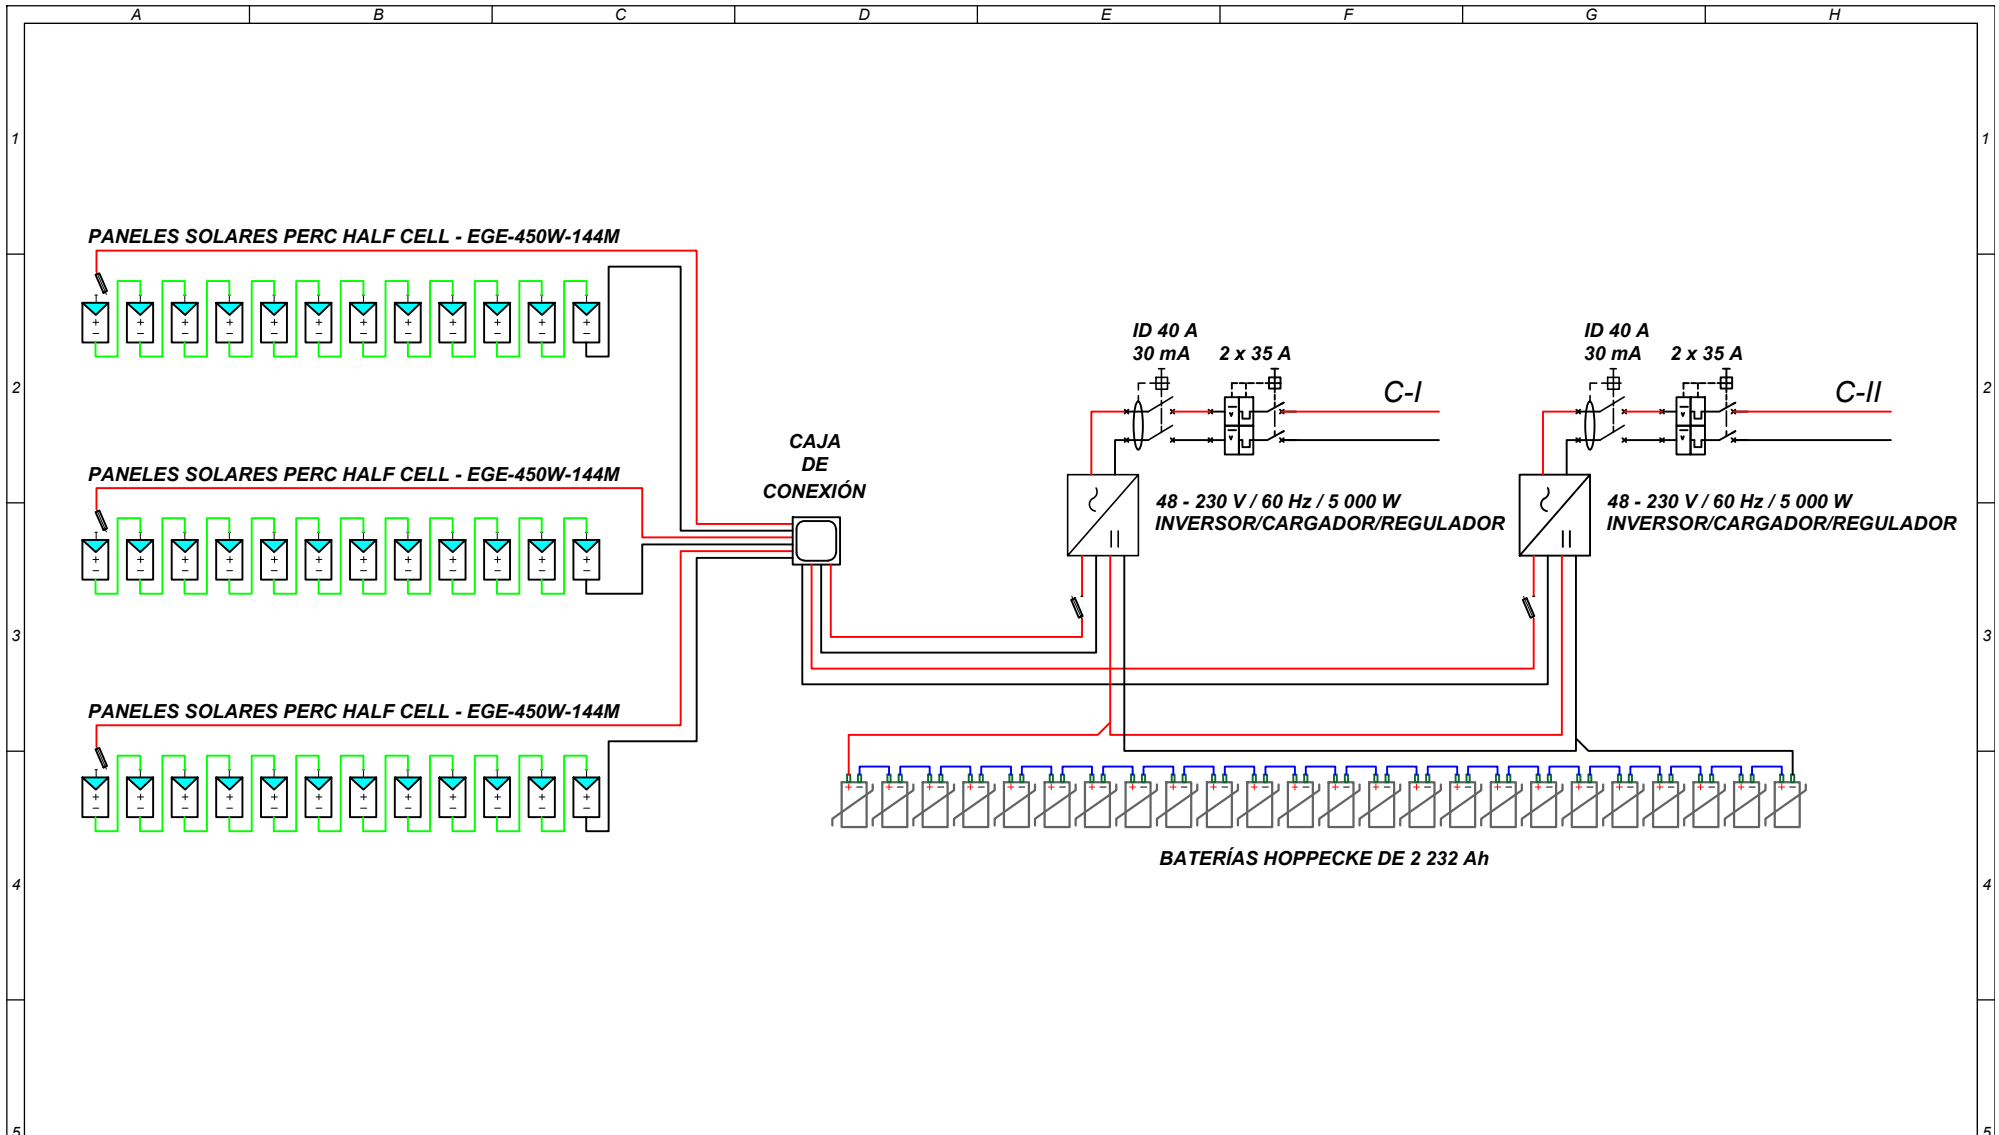 A B C D E F G H
1 1
PANELES SOLARES PERC HALF CELL - EGE-450W-144M
ID 40 A
30 mA 2 x 35 A
C-I
ID 40 A
30 mA 2 x 35 A
C-II
2 2
CAJA
DE
CONEXIÓN
PANELES SOLARES PERC HALF CELL - EGE-450W-144M
48 - 230 V / 60 Hz / 5 000 W
INVERSOR/CARGADOR/REGULADOR
48 - 230 V / 60 Hz / 5 000 W
INVERSOR/CARGADOR/REGULADOR
3 3
PANELES SOLARES PERC HALF CELL - EGE-450W-144M
BATERÍAS HOPPECKE DE 2 232 Ah
4 4
5 5